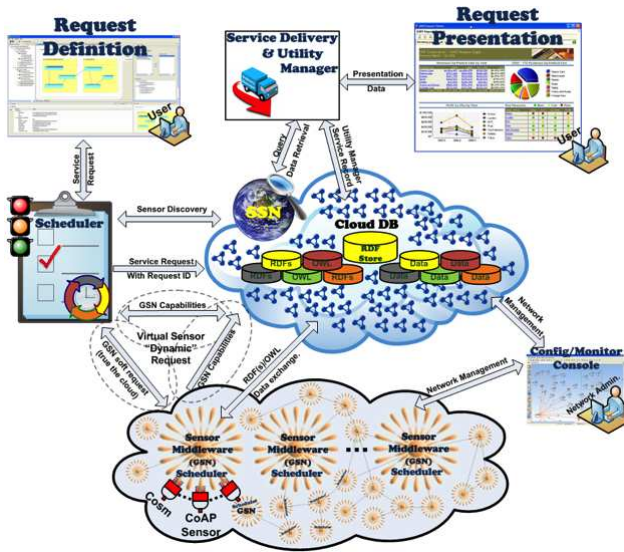 Request
Definition
Service Delivery
& Utility
Manager
Request
Presentation
Presentation
Data
User
User
Service
Request
Query
Data Retrieval
Utility Manager
Service Record
Scheduler
Sensor Discovery
SSN
Cloud DB
RDF
Store
RDFs
OWL
Data
Data
RDFs
OWL
RDFs
Data
Data
Data
Service Request
With Request ID
GSN Capabilities
Virtual Sensor
"Dynamic"
Request
GSN soft request
(true the cloud)
GSN Capabilities
RDF(s)/OWL
Data exchange.
Network
Management
Network Management
Config/Monitor
Console
Network Admin.
Sensor
Middleware
(GSN)
Scheduler
Sensor
Middleware
(GSN)
Scheduler
Sensor
Middleware
(GSN)
Scheduler
Cosm
CoAP
Sensor
GSN